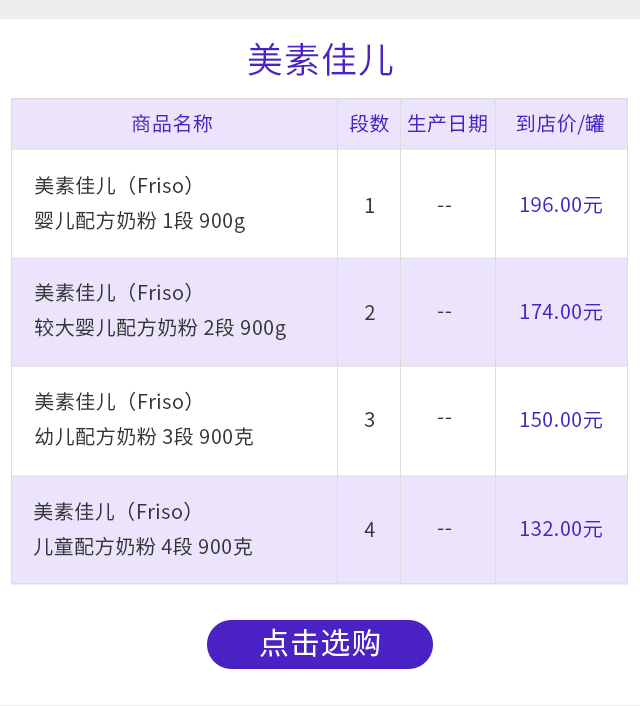 美素佳儿
商品名称 段数 生产日期 到店价/罐
美素佳儿（Friso）
婴儿配方奶粉 1段 900g
1 -- 196.00元
美素佳儿（Friso）
较大婴儿配方奶粉 2段 900g
2 -- 174.00元
美素佳儿（Friso）
幼儿配方奶粉 3段 900克
3 -- 150.00元
美素佳儿（Friso）
儿童配方奶粉 4段 900克
4 -- 132.00元
点击选购